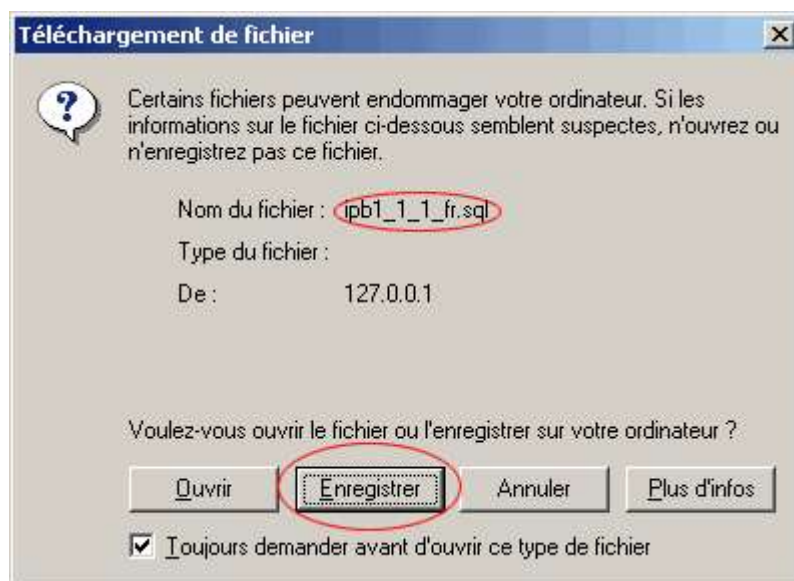 Téléchargement de fichier
Certains fichiers peuvent endommager votre ordinateur. Si les
informations sur le fichier ci-dessous semblent suspectes, n'ouvrez ou
n'enregistrez pas ce fichier.
Nom du fichier : ipb1_1_1_fr.sql
Type du fichier :
De : 127.0.0.1
Voulez-vous ouvrir le fichier ou l'enregistrer sur votre ordinateur ?
Ouvrir Enregistrer Annuler Plus d'infos
Toujours demander avant d'ouvrir ce type de fichier